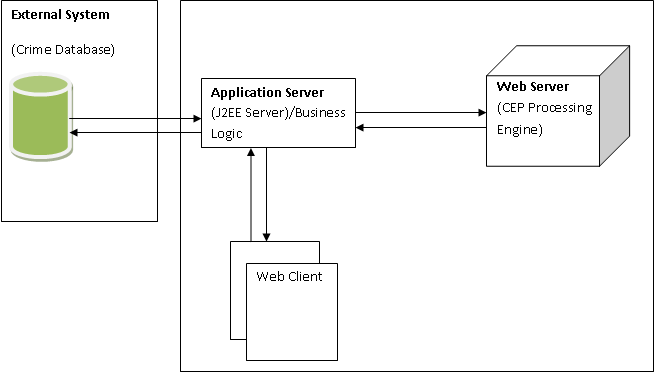 External System
(Crime Database)
Application Server
(J2EE Server)/Business
Logic
Web Server
(CEP Processing
Engine)
Web Client